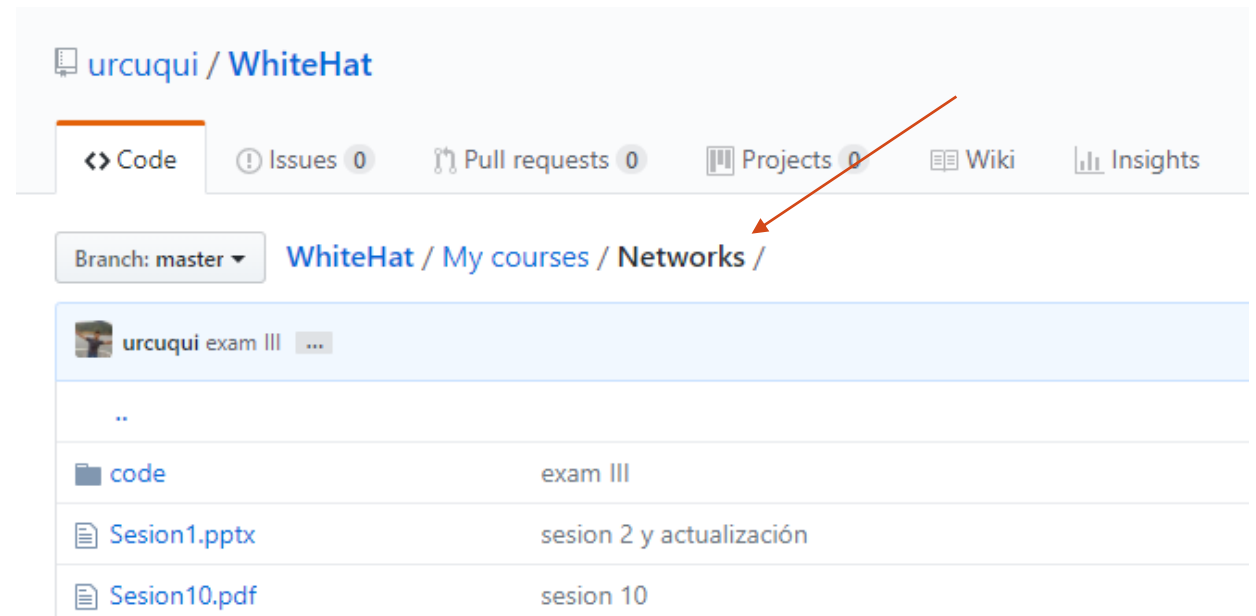 urcuqui / WhiteHat
Code Issues 0 Pull requests 0 Projects 0 Wiki Insights
Branch: master WhiteHat / My courses / Networks /
urcuqui exam III ...
..
code exam III
Sesion1.pptx sesion 2 y actualización
Sesion10.pdf sesion 10